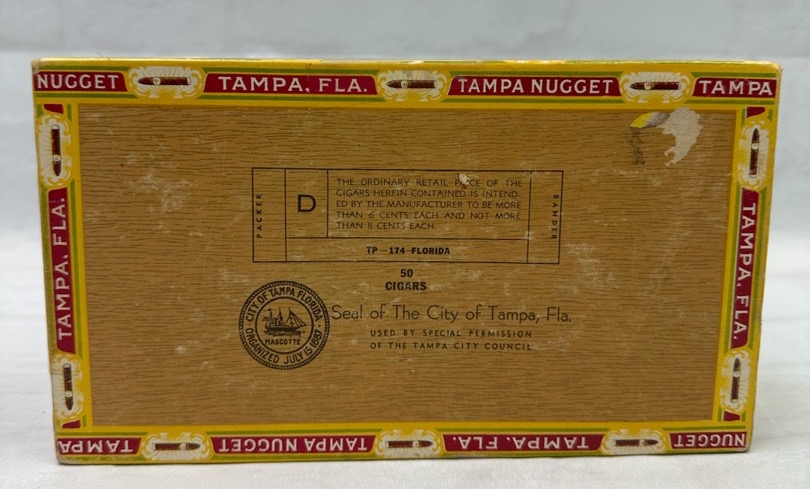 NUGGET TAMPA, FLA. TAMPA NUGGET TAMPA
TAMPA, FLA.
TAMPA, FLA.
PACKER
D
THE ORDINARY RETAIL PRICE OF THE
CIGARS HEREIN CONTAINED IS INTEND-
ED BY THE MANUFACTURER TO BE MORE
THAN 6 CENTS EACH AND NOT MORE
THAN 8 CENTS EACH
BANDER
TP-174-FLORIDA
50
CIGARS
CITY OF TAMPA FLORIDA
MASCOTTE
ORGANIZED JULY 15 1887
Seal of The City of Tampa, Fla.
USED BY SPECIAL PERMISSION
OF THE TAMPA CITY COUNCIL
NUGGET TAMPA, FLA. TAMPA NUGGET TAMPA